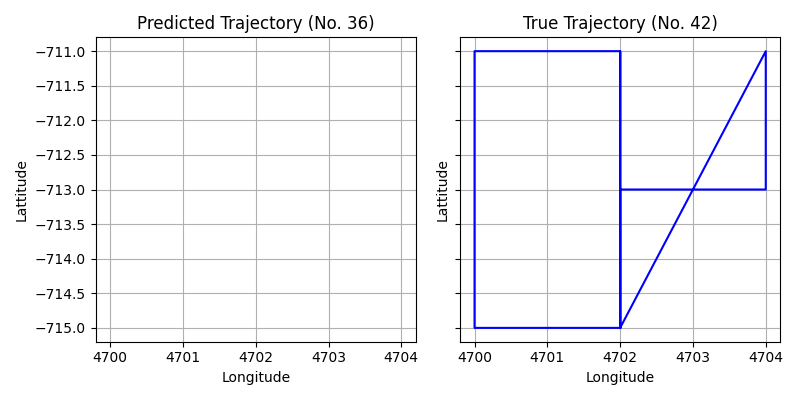 Predicted Trajectory (No. 36)
True Trajectory (No. 42)
Lattitude
−711.0
−711.5
−712.0
−712.5
−713.0
−713.5
−714.0
−714.5
−715.0
4700 4701 4702 4703 4704
Longitude
Lattitude
4700 4701 4702 4703 4704
Longitude